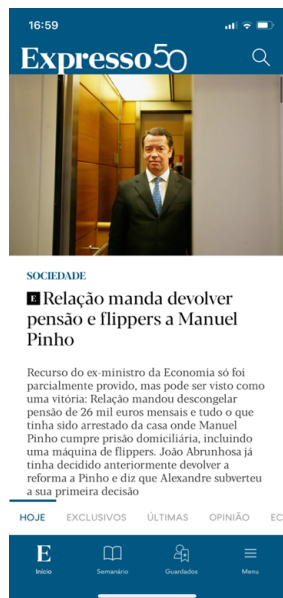 16:59
Expresso50
SOCIEDADE
E Relação manda devolver
pensão e flippers a Manuel
Pinho
Recurso do ex-ministro da Economia só foi
parcialmente provido, mas pode ser visto como
uma vitória: Relação mandou descongelar
pensão de 26 mil euros mensais e tudo o que
tinha sido arrestado da casa onde Manuel
Pinho cumpre prisão domiciliária, incluindo
uma máquina de flippers. João Abrunhosa já
tinha decidido anteriormente devolver a
reforma a Pinho e diz que Alexandre subverteu
a sua primeira decisão
HOJE EXCLUSIVOS ÚLTIMAS OPINIÃO EC
E
Início Semanário Guardados Menu